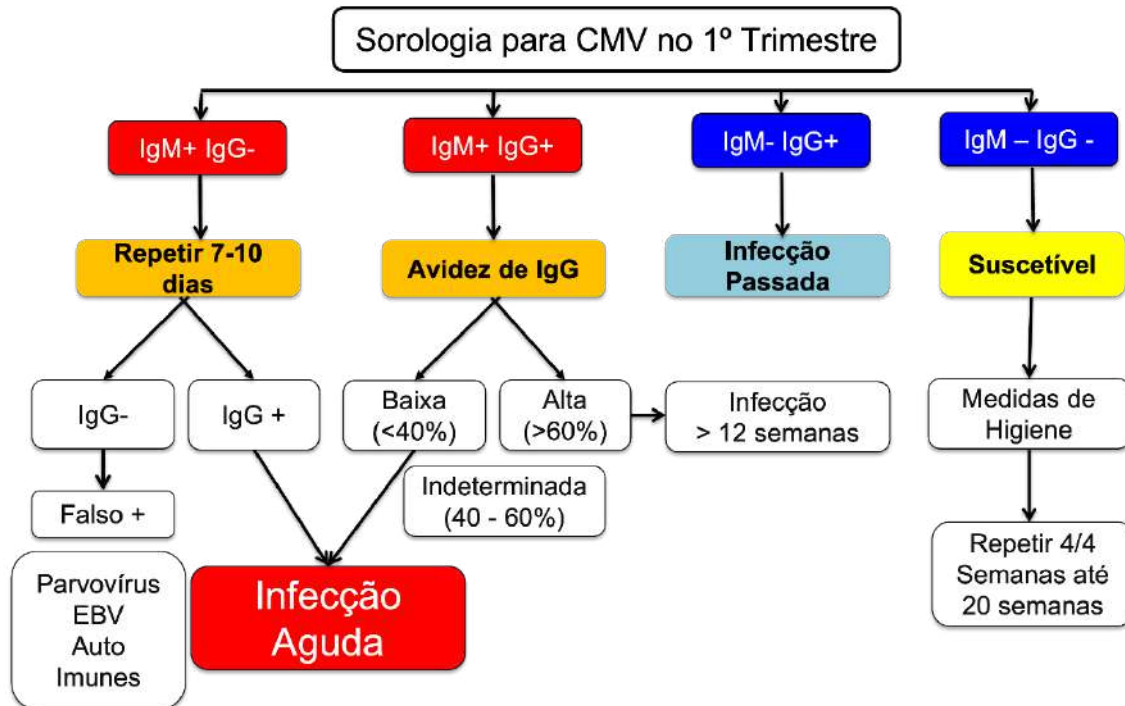 Sorologia para CMV no 1º Trimestre
IgM+ IgG-
IgM+ IgG+
IgM- IgG+
IgM – IgG -
Repetir 7-10
dias
Avidez de IgG
Infecção
Passada
Suscetível
IgG-
IgG +
Baixa
(<40%)
Alta
(>60%)
Infecção
> 12 semanas
Medidas de
Higiene
Falso +
Indeterminada
(40 - 60%)
Parvovírus
EBV
Auto
Imunes
Infecção
Aguda
Repetir 4/4
Semanas até
20 semanas